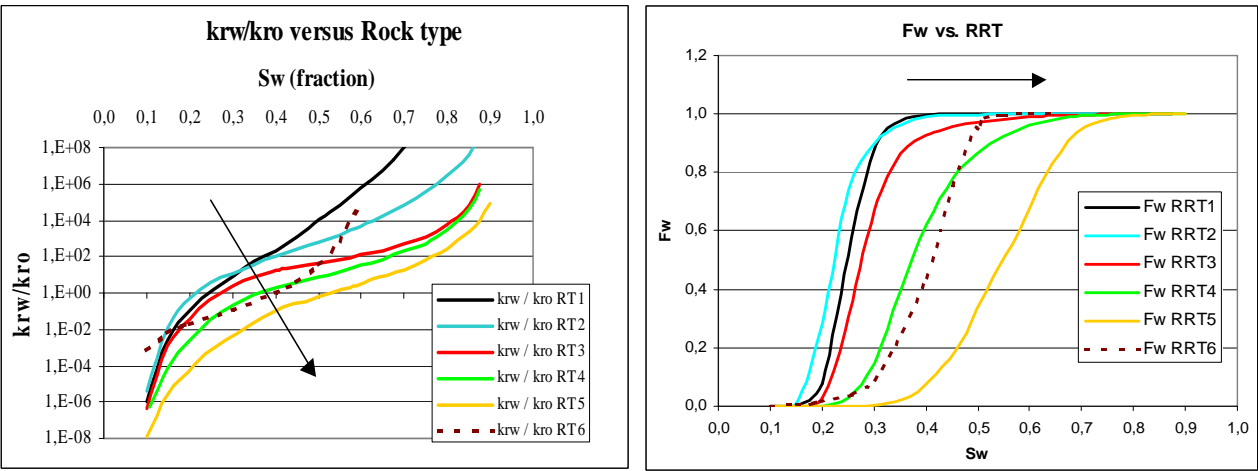 krw/kro versus Rock type
Sw (fraction)
0,0 0,1 0,2 0,3 0,4 0,5 0,6 0,7 0,8 0,9 1,0
1,E+08
1,E+06
1,E+04
1,E+02
1,E+00
1,E-02
1,E-04
1,E-06
1,E-08
krw/kro
krw / kro RT1
krw / kro RT2
krw / kro RT3
krw / kro RT4
krw / kro RT5
krw / kro RT6
Fw vs. RRT
1,2
1,0
0,8
0,6
0,4
0,2
0,0
Fw
Fw RRT1
Fw RRT2
Fw RRT3
Fw RRT4
Fw RRT5
Fw RRT6
0,0 0,1 0,2 0,3 0,4 0,5 0,6 0,7 0,8 0,9 1,0
Sw